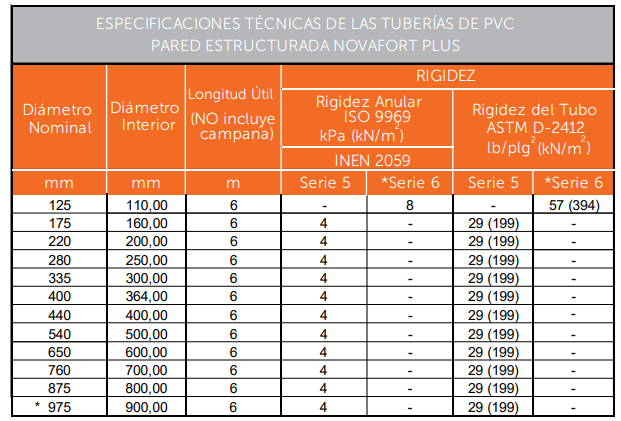 ESPECIFICACIONES TÉCNICAS DE LAS TUBERÍAS DE PVC
PARED ESTRUCTURADA NOVAFORT PLUS
Diámetro Nominal Diámetro Interior Longitud Útil (NO incluye campana) RIGIDEZ
Rigidez Anular ISO 9969 kPa (kN/m²) Rigidez del Tubo ASTM D-2412 lb/plg² (kN/m²)
INEN 2059
mm mm m Serie 5 *Serie 6 Serie 5 *Serie 6
125 110,00 6 - 8 - 57 (394)
175 160,00 6 4 - 29 (199) -
220 200,00 6 4 - 29 (199) -
280 250,00 6 4 - 29 (199) -
335 300,00 6 4 - 29 (199) -
400 364,00 6 4 - 29 (199) -
440 400,00 6 4 - 29 (199) -
540 500,00 6 4 - 29 (199) -
650 600,00 6 4 - 29 (199) -
760 700,00 6 4 - 29 (199) -
875 800,00 6 4 - 29 (199) -
* 975 900,00 6 4 - 29 (199) -